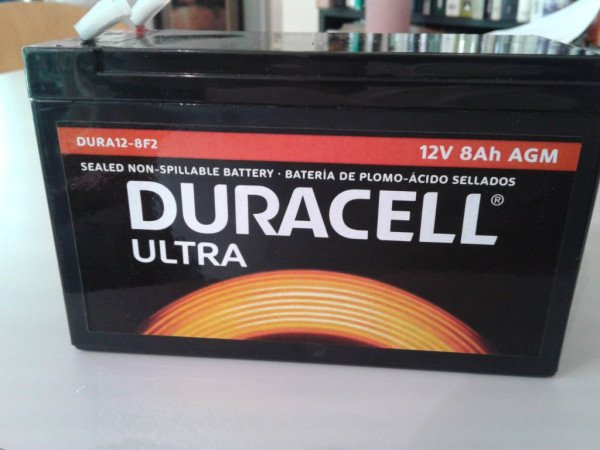 DURA12-8F2
12V 8Ah AGM
SEALED NON-SPILLABLE BATTERY · BATERÍA DE PLOMO-ÁCIDO SELLADOS
DURACELL®
ULTRA